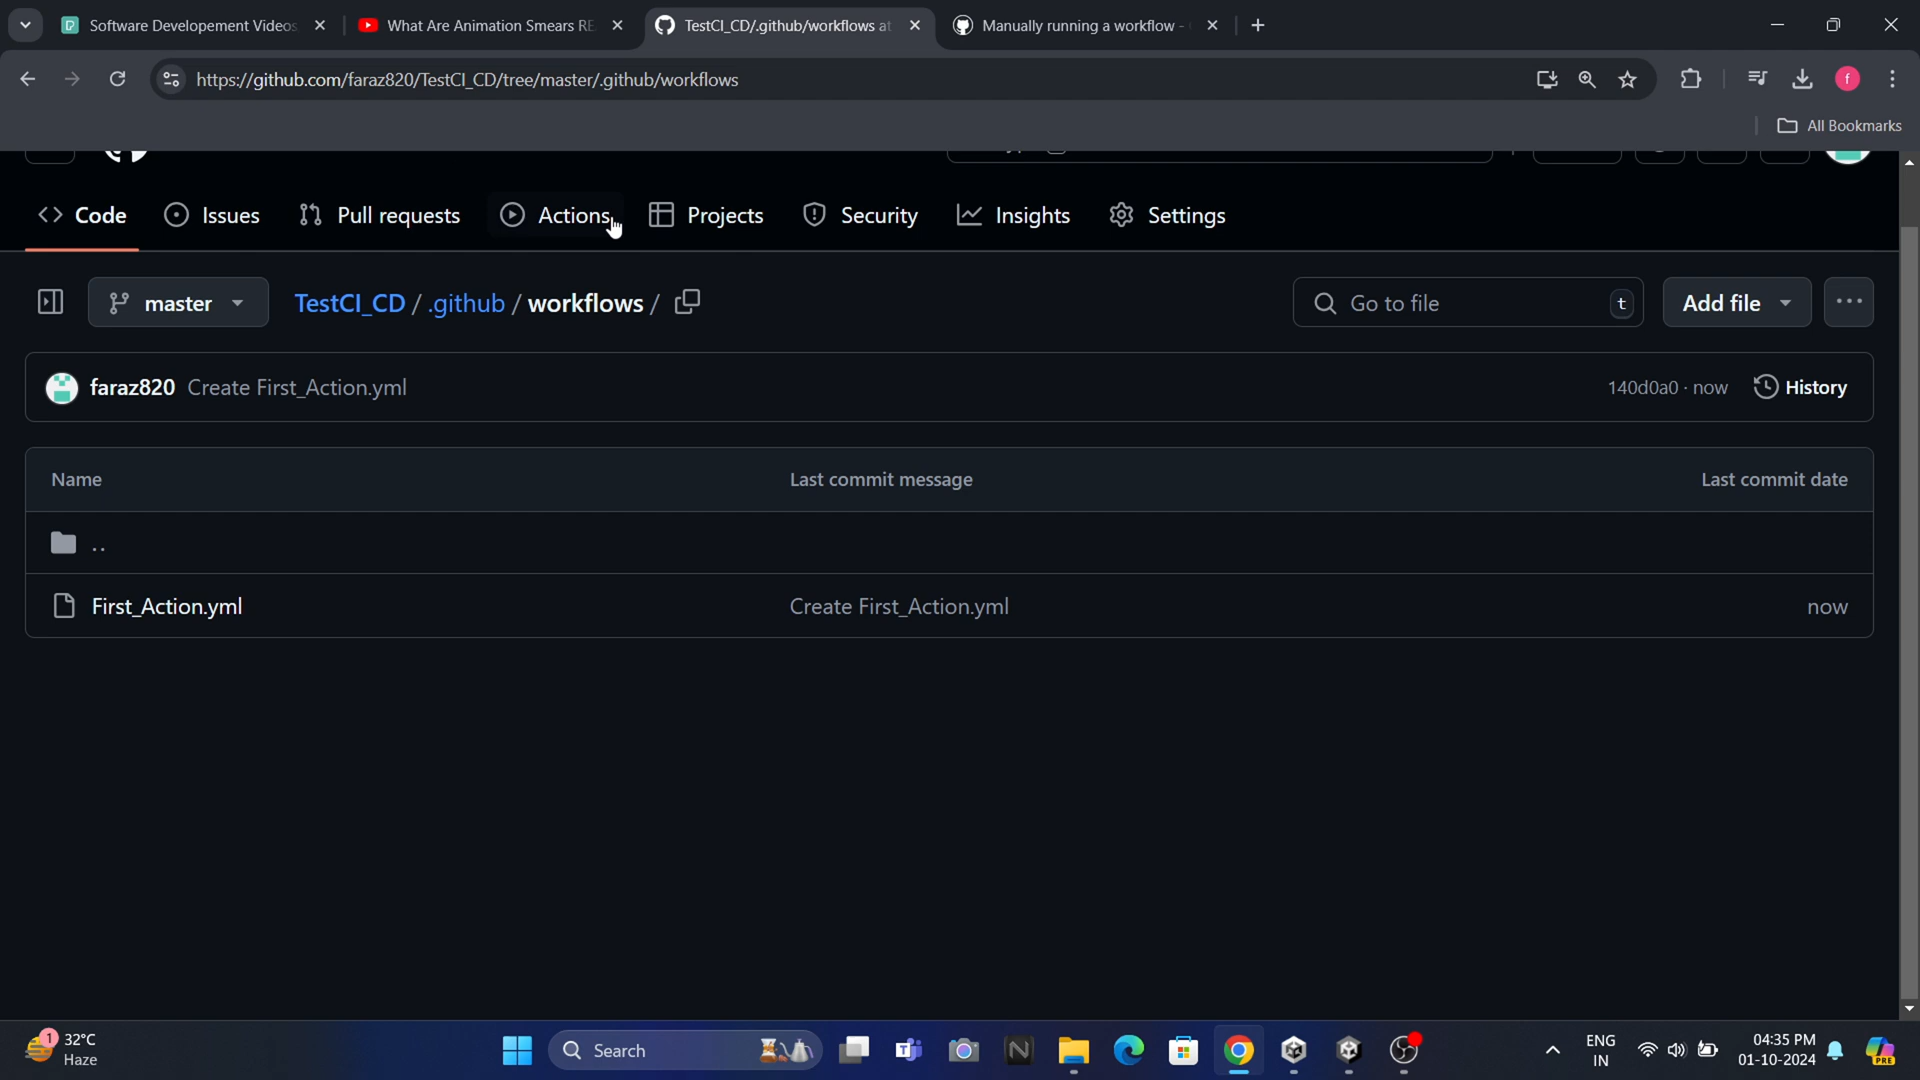 Software Developement Videos
What Are Animation Smears RE
TestCI_CD/.github/workflows at
Manually running a workflow -
https://github.com/faraz820/TestCI_CD/tree/master/.github/workflows
f
All Bookmarks
Code
Issues
Pull requests
Actions
Projects
Security
Insights
Settings
master
TestCI_CD / .github / workflows /
Go to file
t
Add file
faraz820 Create First_Action.yml
140d0a0 · now
History
Name
Last commit message
Last commit date
..
First_Action.yml
Create First_Action.yml
now
1
32°C
Haze
Search
ENG
IN
04:35 PM
01-10-2024
PRE